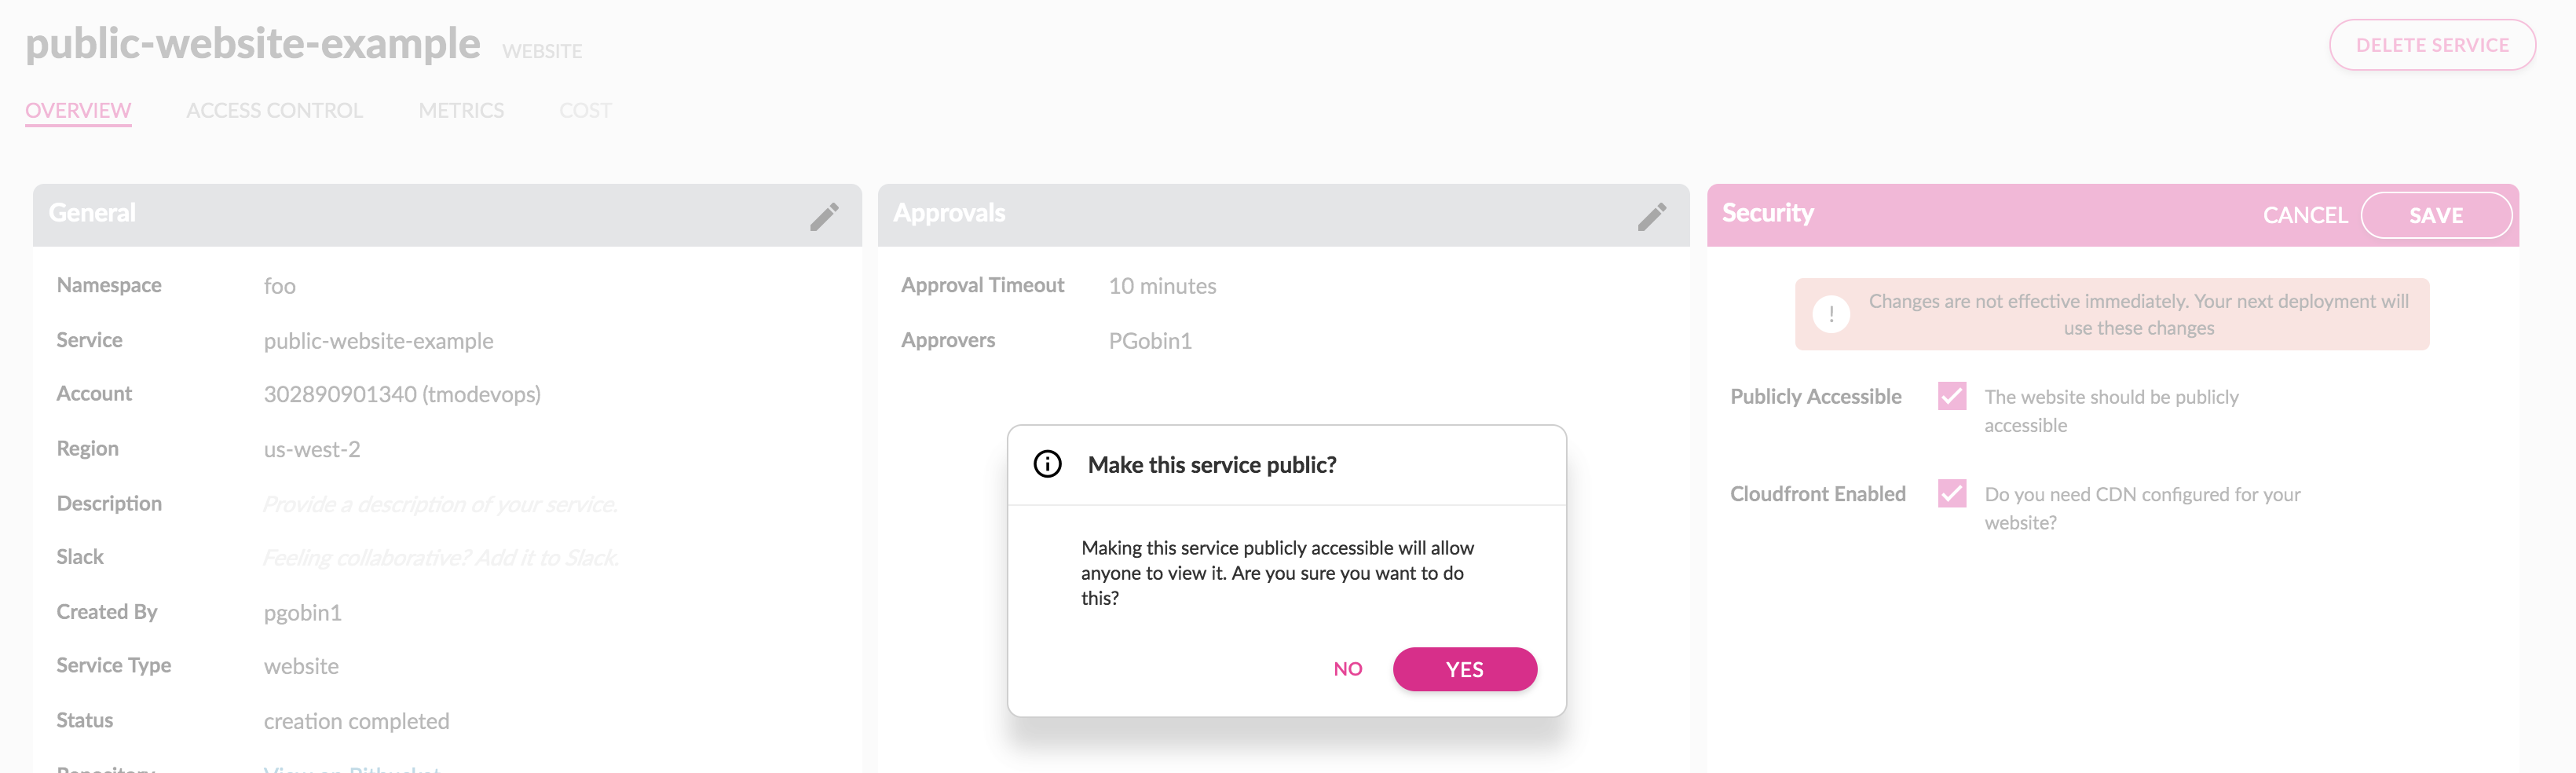 public-website-example WEBSITE
DELETE SERVICE
OVERVIEW ACCESS CONTROL METRICS COST
General
Namespace foo
Service public-website-example
Account 302890901340 (tmodevops)
Region us-west-2
Description Provide a description of your service.
Slack Feeling collaborative? Add it to Slack.
Created By pgobin1
Service Type website
Status creation completed
Repository View on Bitbucket
Approvals
Approval Timeout 10 minutes
Approvers PGobin1
Security CANCEL SAVE
! Changes are not effective immediately. Your next deployment will
use these changes
Publicly Accessible The website should be publicly
accessible
Cloudfront Enabled Do you need CDN configured for your
website?
Make this service public?
Making this service publicly accessible will allow
anyone to view it. Are you sure you want to do
this?
NO YES